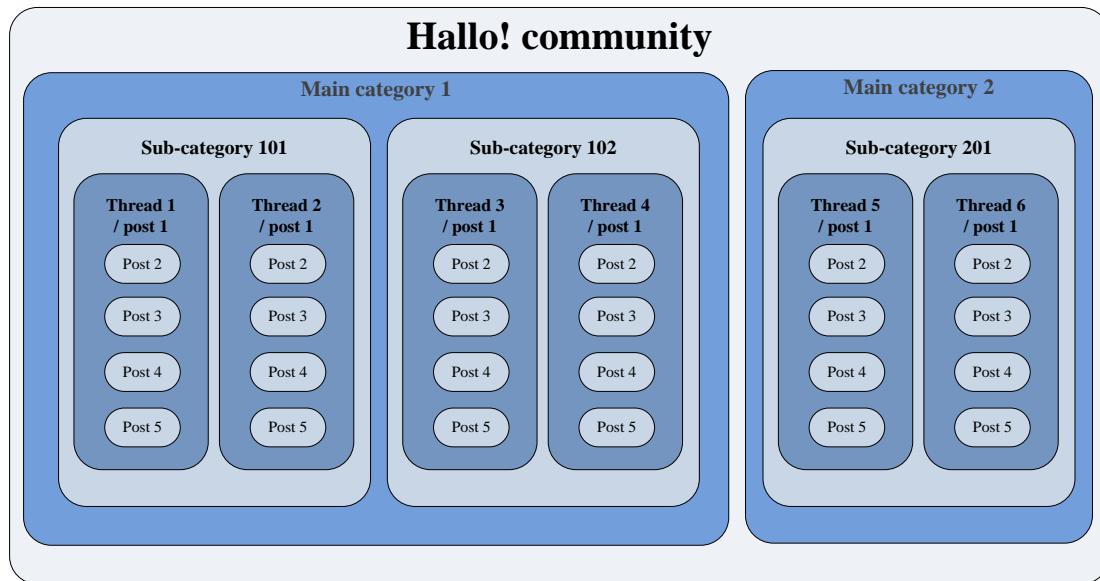 Hallo! community
Main category 1
Sub-category 101
Thread 1
/ post 1
Post 2
Post 3
Post 4
Post 5
Thread 2
/ post 1
Post 2
Post 3
Post 4
Post 5
Sub-category 102
Thread 3
/ post 1
Post 2
Post 3
Post 4
Post 5
Thread 4
/ post 1
Post 2
Post 3
Post 4
Post 5
Main category 2
Sub-category 201
Thread 5
/ post 1
Post 2
Post 3
Post 4
Post 5
Thread 6
/ post 1
Post 2
Post 3
Post 4
Post 5